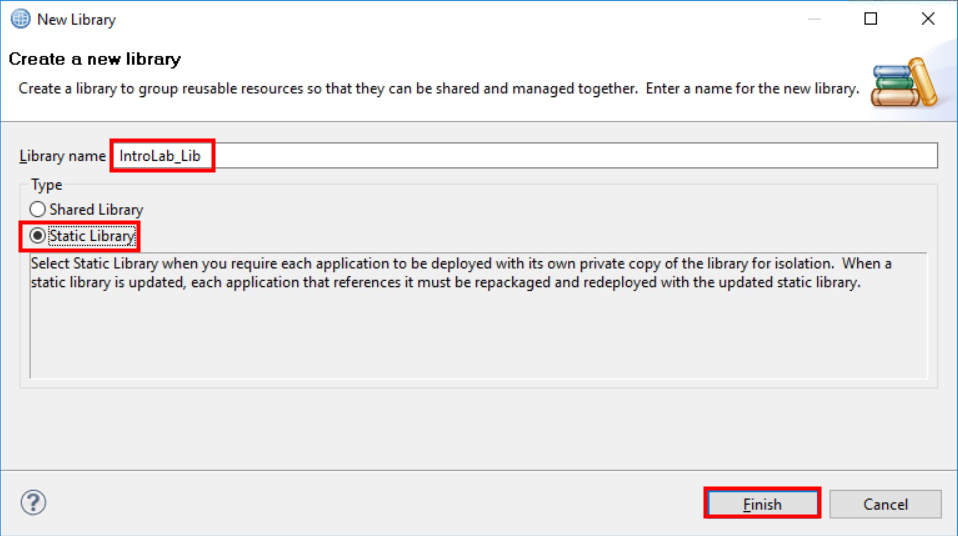 New Library
Create a new library
Create a library to group reusable resources so that they can be shared and managed together.  Enter a name for the new library.
Library name IntroLab_Lib
Type
Shared Library
Static Library
Select Static Library when you require each application to be deployed with its own private copy of the library for isolation.  When a
static library is updated, each application that references it must be repackaged and redeployed with the updated static library.
?
Finish Cancel